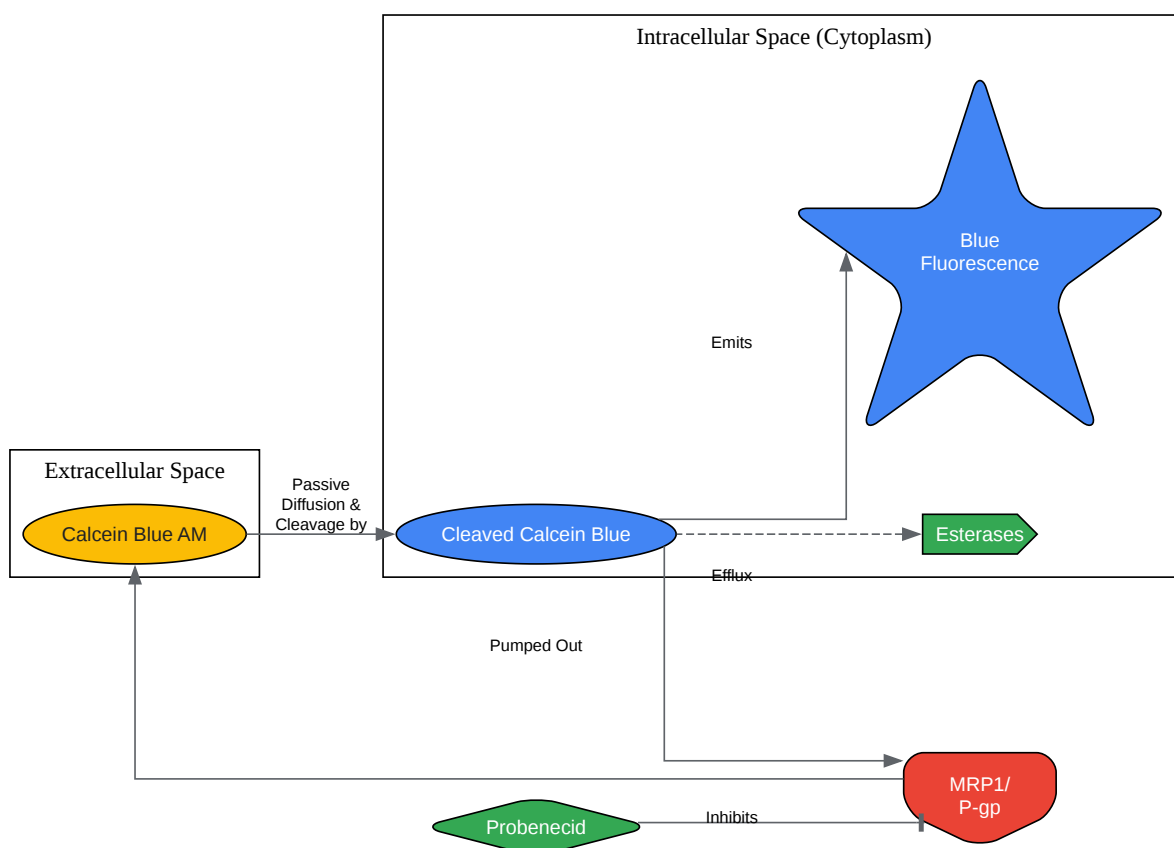 Intracellular Space (Cytoplasm)
Blue
Fluorescence
Emits
Extracellular Space
Passive
Diffusion &
Cleavage by
Calcein Blue AM
Cleaved Calcein Blue
Esterases
Efflux
Pumped Out
MRP1/
P-gp
Probenecid
Inhibits